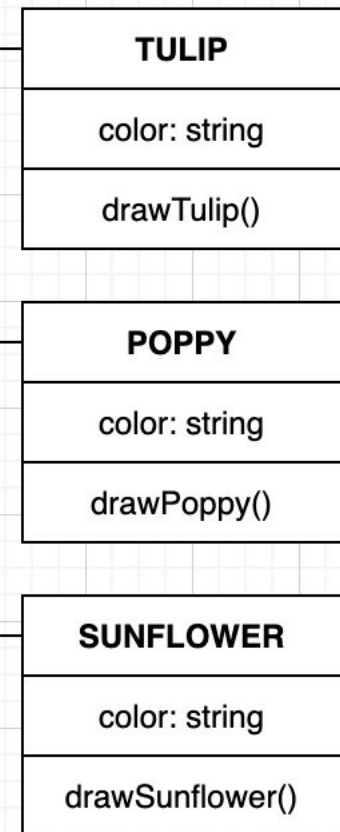 TULIP
color: string
drawTulip()
POPPY
color: string
drawPoppy()
SUNFLOWER
color: string
drawSunflower()